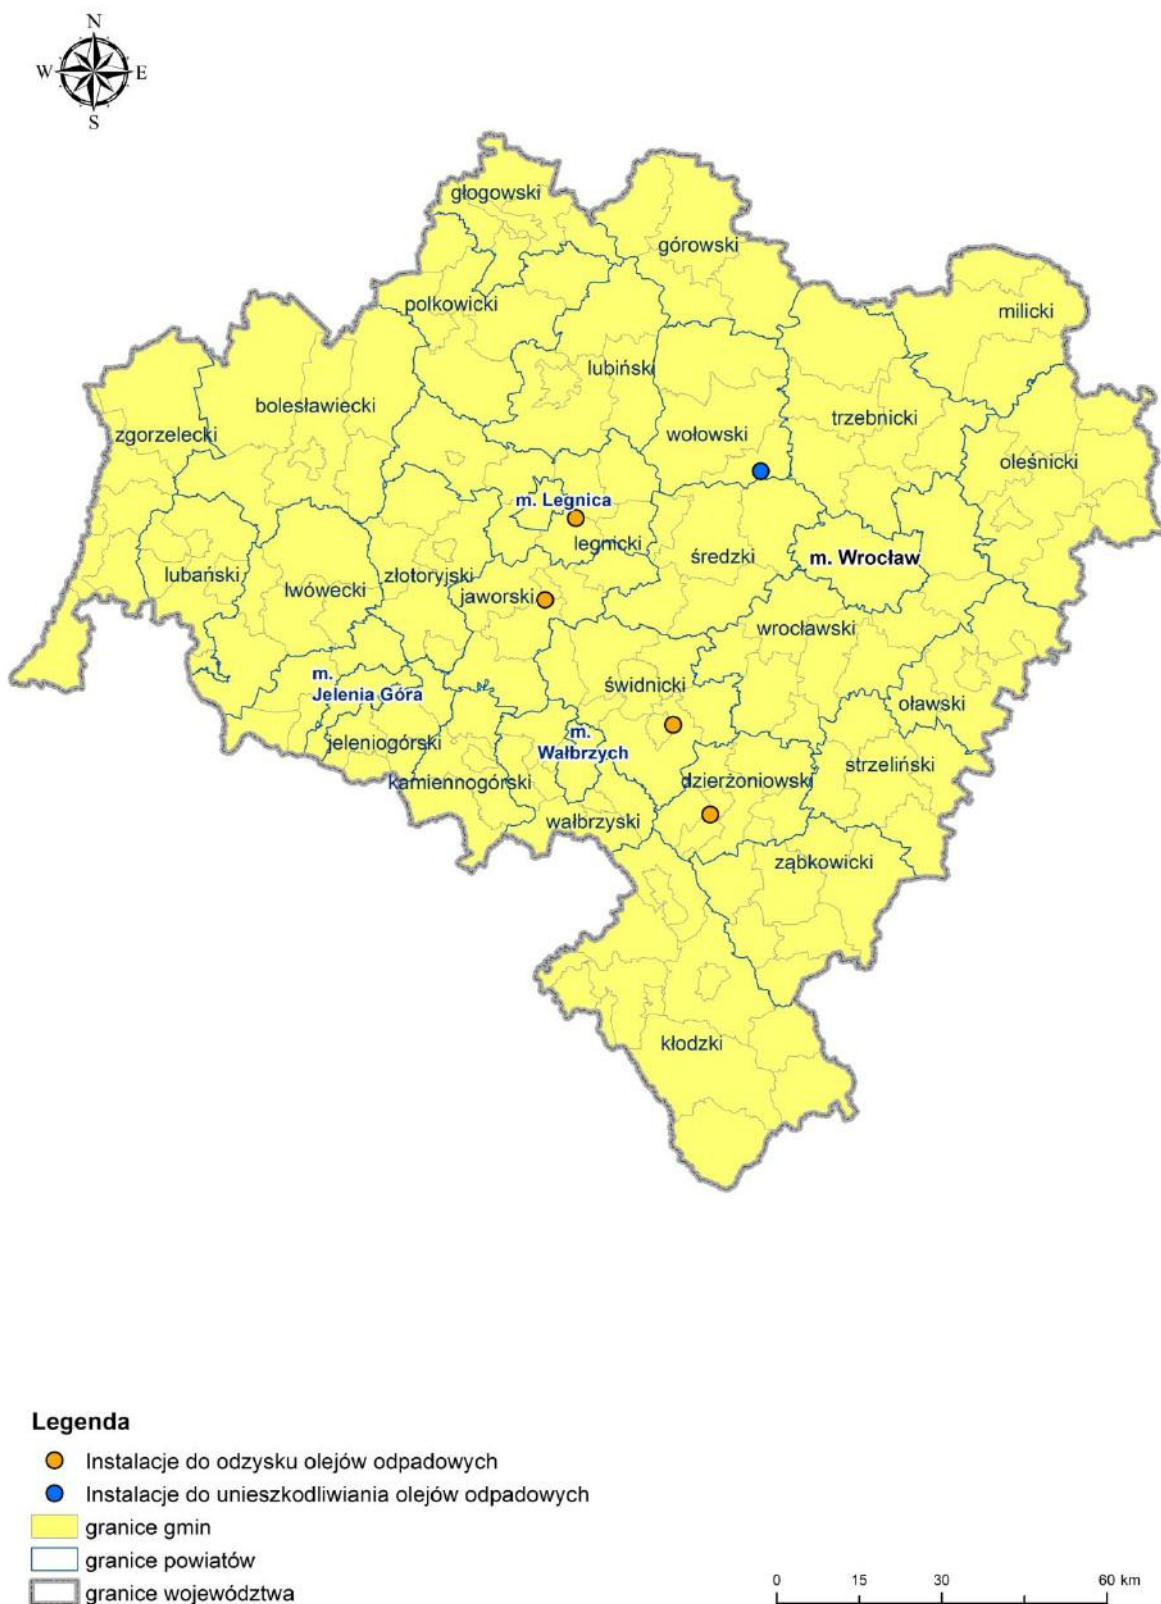 N
W E
S
głogowski
górowski
polkowicki
milicki
lubiński
bolesławiecki
trzebnicki
zgorzelecki
wołowski
oleśnicki
m. Legnica
legnicki
średzki
m. Wrocław
lubański
lwówecki
złotoryjski
jaworski
wrocławski
m.
Jelenia Góra
świdnicki
oławski
jeleniogórski
m.
Wałbrzych
strzeliński
kamiennogórski
dzierżoniowski
wałbrzyski
ząbkowicki
kłodzki
Legenda
Instalacje do odzysku olejów odpadowych
Instalacje do unieszkodliwiania olejów odpadowych
granice gmin
granice powiatów
granice województwa
0 15 30 60 km